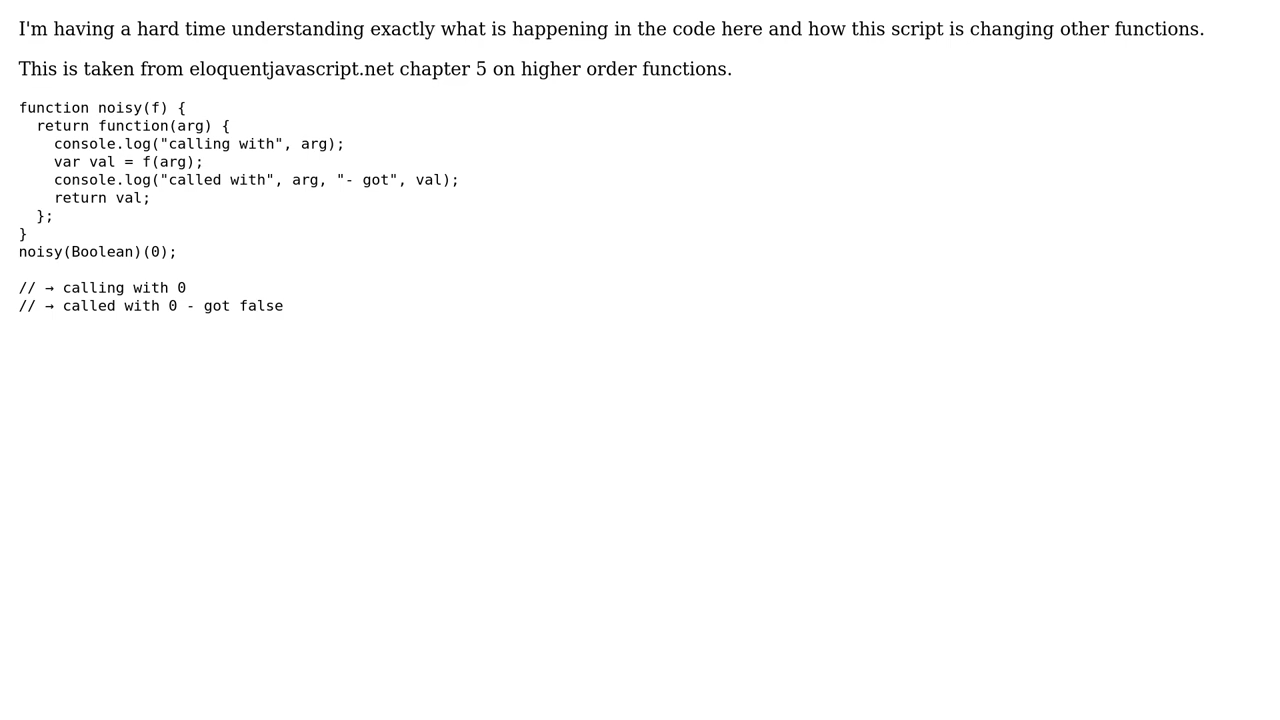 I'm having a hard time understanding exactly what is happening in the code here and how this script is changing other functions.
This is taken from eloquentjavascript.net chapter 5 on higher order functions.
function noisy(f) {
  return function(arg) {
    console.log("calling with", arg);
    var val = f(arg);
    console.log("called with", arg, "- got", val);
    return val;
  };
}
noisy(Boolean)(0);

// → calling with 0
// → called with 0 - got false